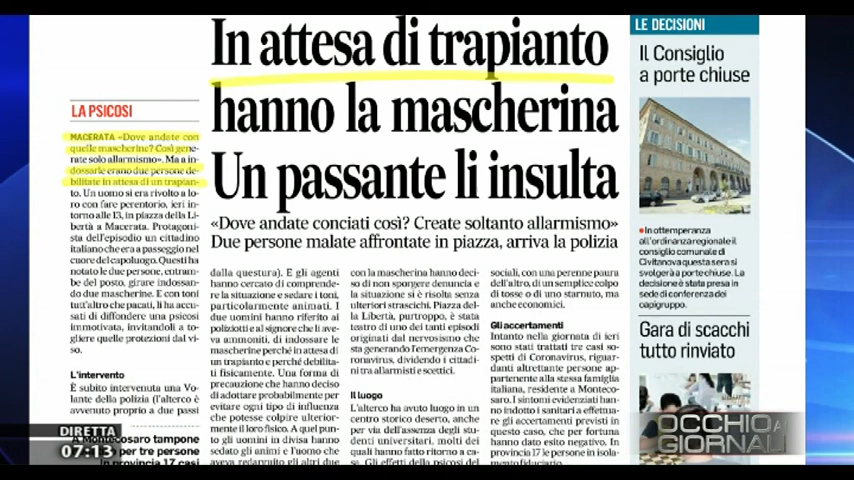 In attesa di trapianto
hanno la mascherina
Un passante li insulta
«Dove andate conciati così? Create soltanto allarmismo»
Due persone malate affrontate in piazza, arriva la polizia
LA PSICOSI
MACERATA «Dove andate con
quelle mascherine? Così gene-
rate solo allarmismo». Ma a in-
dossarle erano due persone de-
bilitate in attesa di un trapian-
to. Un uomo si era rivolto a lo-
ro con fare perentorio, ieri in-
torno alle 13, in piazza della Li-
bertà a Macerata. Protagoni-
sta dell'episodio un cittadino
italiano che era a passeggio nel
cuore del capoluogo. Questi ha
notato le due persone, entram-
be del posto, girare indossan-
do due mascherine. E con toni
tutt'altro che pacati, li ha accu-
sati di diffondere una psicosi
immotivata, invitandoli a to-
gliere quelle protezioni dal vi-
so.
L'intervento
È subito intervenuta una Vo-
lante della polizia (l'alterco è
avvenuto proprio a due passi
dalla questura). E gli agenti
hanno cercato di comprende-
re la situazione e sedare i toni,
particolarmente animati. I
due uomini hanno riferito ai
poliziotti e al signore che li ave-
va ammoniti, di indossare le
mascherine perché in attesa di
un trapianto e perché debilita-
ti fisicamente. Una forma di
precauzione che hanno deciso
di adottare probabilmente per
evitare ogni tipo di influenza
che potesse colpire ulterior-
mente il loro fisico. A quel pun-
to gli uomini in divisa hanno
sedato gli animi e l'uomo che
aveva redarguito gli altri due
con la mascherina hanno deci-
so di non sporgere denuncia e
la situazione si è risolta senza
ulteriori strascichi. Piazza del-
la Libertà, purtroppo, è stata
teatro di uno dei tanti episodi
originati dal nervosismo che
sta generando l'emergenza Co-
ronavirus, dividendo i cittadi-
ni tra allarmisti e scettici.
Il luogo
L'alterco ha avuto luogo in un
centro storico deserto, anche
per via dell'assenza degli stu-
denti universitari, molti dei
quali hanno fatto ritorno a ca-
sa. Gli effetti della psicosi del
sociali, con una perenne paura
dell'altro, di un semplice colpo
di tosse o di uno starnuto, ma
anche economici.
Gli accertamenti
Intanto nella giornata di ieri
sono stati trattati tre casi so-
spetti di Coronavirus, riguar-
danti altrettante persone ap-
partenente alla stessa famiglia
italiana, residente a Monteco-
saro. I sintomi evidenziati han-
no indotto i sanitari a effettua-
re gli accertamenti previsti in
questo caso, che per fortuna
hanno dato esito negativo. In
provincia 17 le persone in isola-
mento fiduciario.
LE DECISIONI
Il Consiglio
a porte chiuse
In ottemperanza
all'ordinanza regionale il
consiglio comunale di
Civitanova questa sera si
svolgerà a porte chiuse. La
decisione è stata presa in
sede di conferenza dei
capigruppo.
Gara di scacchi
tutto rinviato
A Montecosaro tampone
per tre persone
in provincia 17 casi
DIRETTA
07:13
OCCHIO AI
GIORNALI